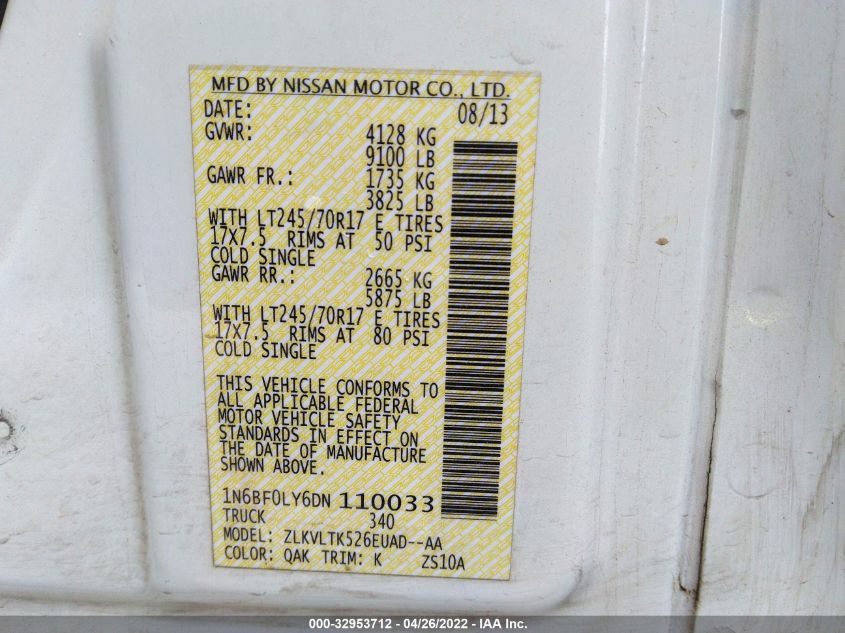 MFD BY NISSAN MOTOR CO., LTD.
DATE: 08/13
GVWR: 4128 KG
9100 LB
GAWR FR.: 1735 KG
3825 LB
WITH LT245/70R17 E TIRES
17X7.5 RIMS AT 50 PSI
COLD SINGLE
GAWR RR.: 2665 KG
5875 LB
WITH LT245/70R17 E TIRES
17X7.5 RIMS AT 80 PSI
COLD SINGLE
THIS VEHICLE CONFORMS TO
ALL APPLICABLE FEDERAL
MOTOR VEHICLE SAFETY
STANDARDS IN EFFECT ON
THE DATE OF MANUFACTURE
SHOWN ABOVE.
1N6BF0LY6DN 110033
TRUCK 340
MODEL: ZLKVLTK526EUAD--AA
COLOR: QAK TRIM: K ZS10A
000-32953712 - 04/26/2022 - IAA Inc.